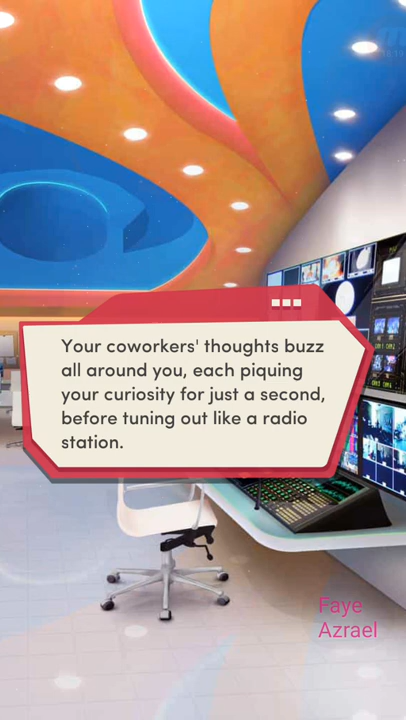 Your coworkers' thoughts buzz
all around you, each piquing
your curiosity for just a second,
before tuning out like a radio
station.
Faye
Azrael